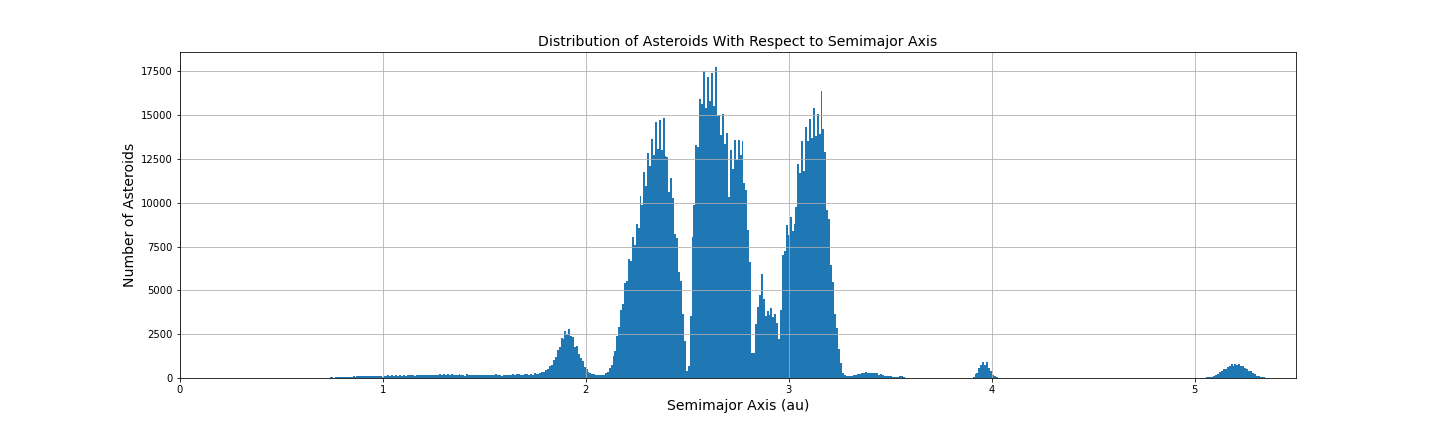 Distribution of Asteroids With Respect to Semimajor Axis
Number of Asteroids
17500
15000
12500
10000
7500
5000
2500
0
0 1 2 3 4 5
Semimajor Axis (au)